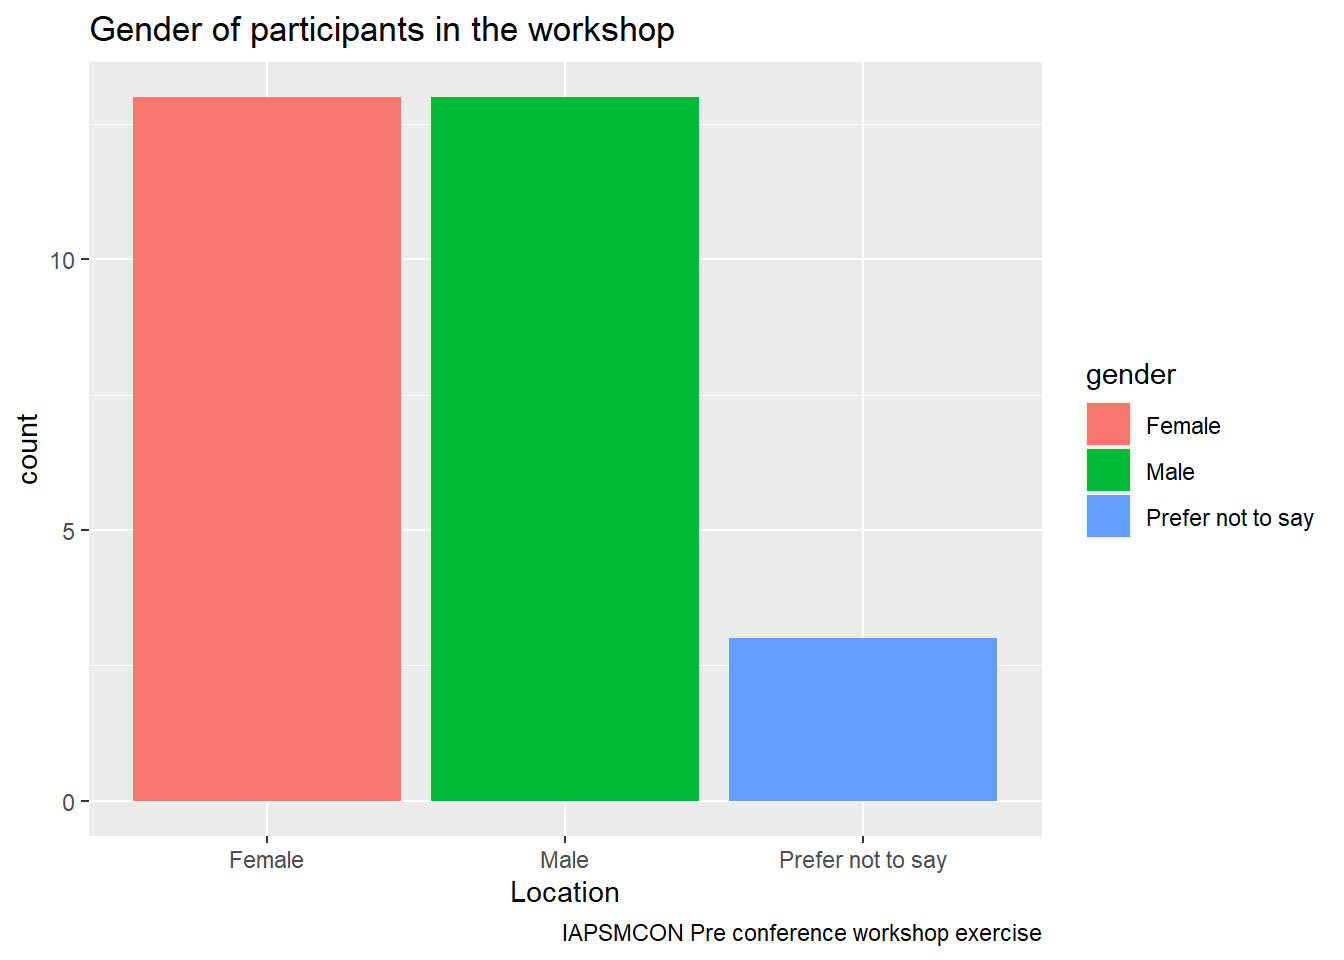 Gender of participants in the workshop
10
5
0
count
Female
Male
Prefer not to say
Location
IAPSMCON Pre conference workshop exercise
gender
Female
Male
Prefer not to say